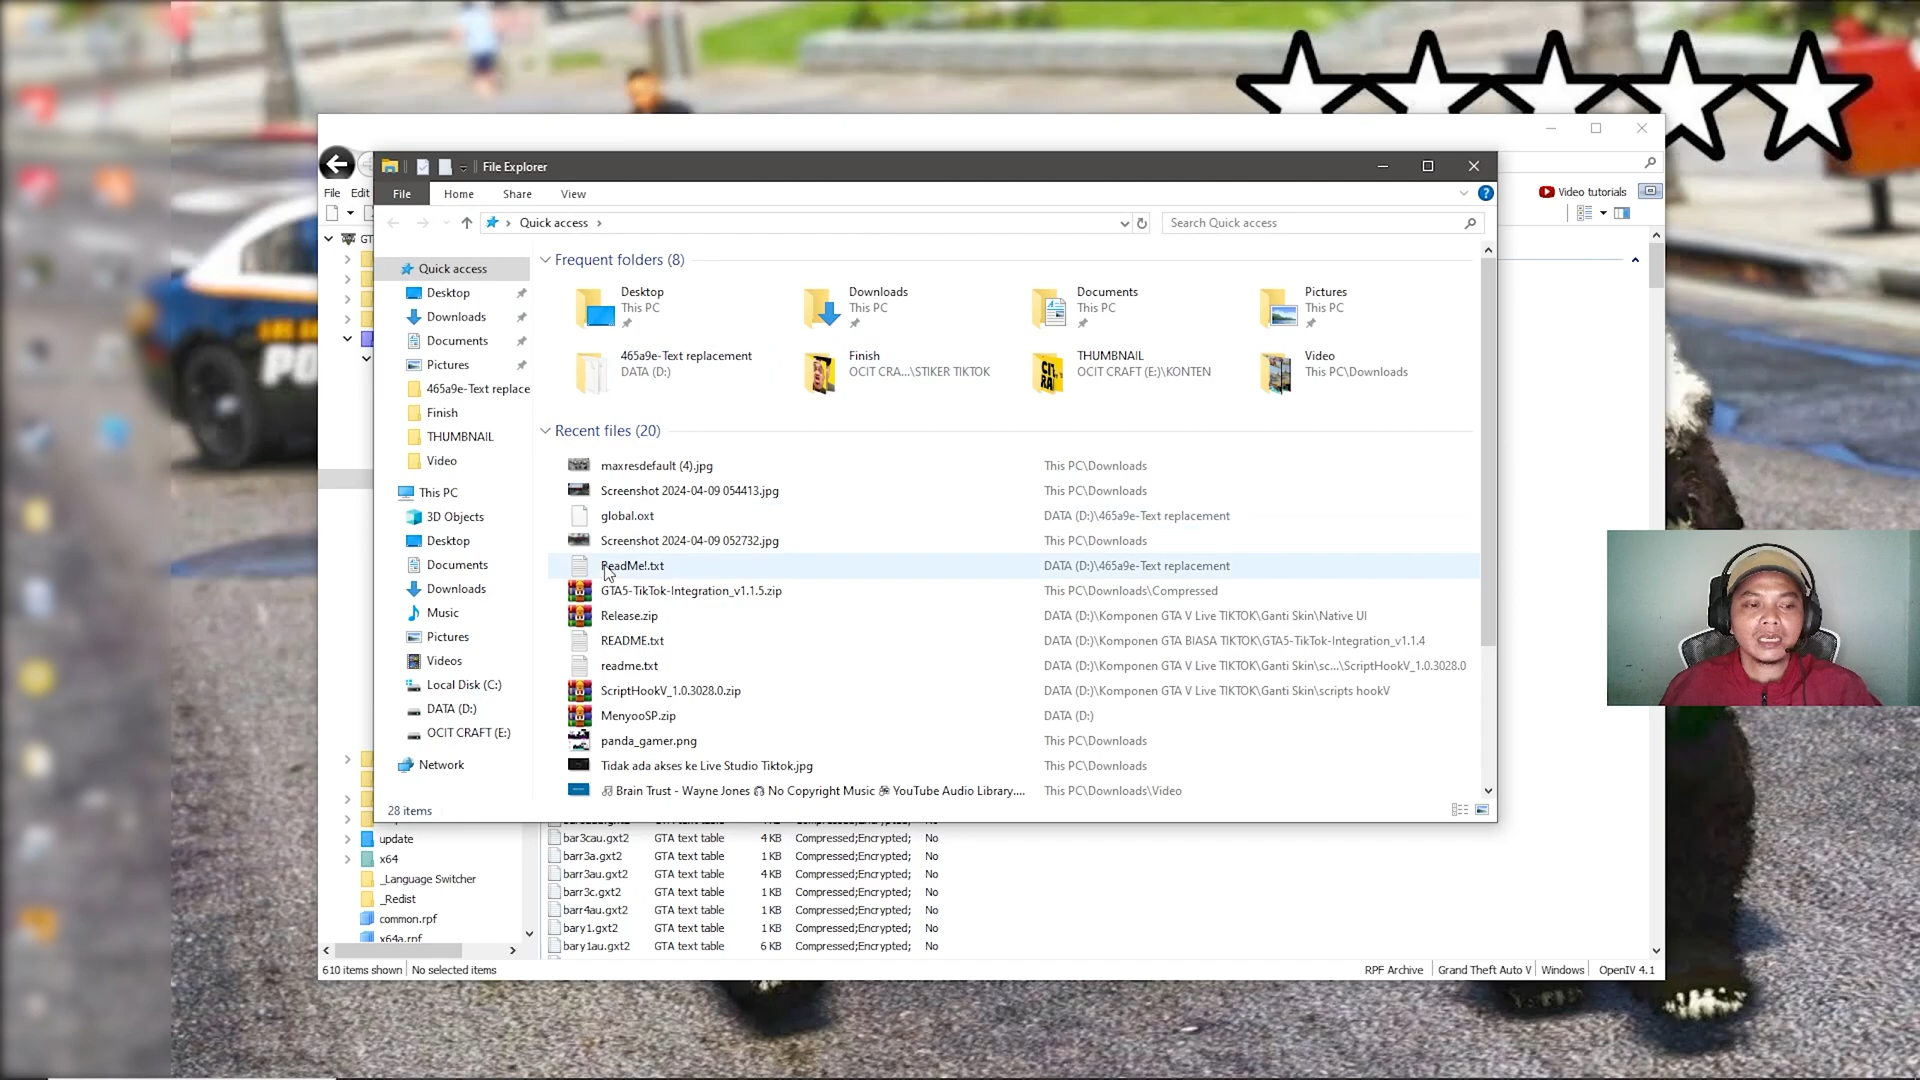 File Explorer
File Home Share View
Quick access
Search Quick access
File Edit
Video tutorials
Quick access
Desktop
Downloads
Documents
Pictures
465a9e-Text replace
Finish
THUMBNAIL
Video
This PC
3D Objects
Desktop
Documents
Downloads
Music
Pictures
Videos
Local Disk (C:)
DATA (D:)
OCIT CRAFT (E:)
Network
28 items
Frequent folders (8)
Desktop
This PC
Downloads
This PC
Documents
This PC
Pictures
This PC
465a9e-Text replacement
DATA (D:)
Finish
OCIT CRA...\STIKER TIKTOK
THUMBNAIL
OCIT CRAFT (E:)\KONTEN
Video
This PC\Downloads
Recent files (20)
maxresdefault (4).jpg This PC\Downloads
Screenshot 2024-04-09 054413.jpg This PC\Downloads
global.oxt DATA (D:)\465a9e-Text replacement
Screenshot 2024-04-09 052732.jpg This PC\Downloads
ReadMe!.txt DATA (D:)\465a9e-Text replacement
GTA5-TikTok-Integration_v1.1.5.zip This PC\Downloads\Compressed
Release.zip DATA (D:)\Komponen GTA V Live TIKTOK\Ganti Skin\Native UI
README.txt DATA (D:)\Komponen GTA BIASA TIKTOK\GTA5-TikTok-Integration_v1.1.4
readme.txt DATA (D:)\Komponen GTA V Live TIKTOK\Ganti Skin\sc...\ScriptHookV_1.0.3028.0
ScriptHookV_1.0.3028.0.zip DATA (D:)\Komponen GTA V Live TIKTOK\Ganti Skin\scripts hookV
MenyooSP.zip DATA (D:)
panda_gamer.png This PC\Downloads
Tidak ada akses ke Live Studio Tiktok.jpg This PC\Downloads
Brain Trust - Wayne Jones No Copyright Music YouTube Audio Library.... This PC\Downloads\Video
GT
update
x64
_Language Switcher
_Redist
common.rpf
x64a.rpf
bar3cau.gxt2 GTA text table 4 KB Compressed;Encrypted; No
barr3a.gxt2 GTA text table 1 KB Compressed;Encrypted; No
barr3au.gxt2 GTA text table 4 KB Compressed;Encrypted; No
barr3c.gxt2 GTA text table 1 KB Compressed;Encrypted; No
barr4au.gxt2 GTA text table 1 KB Compressed;Encrypted; No
bary1.gxt2 GTA text table 1 KB Compressed;Encrypted; No
bary1au.gxt2 GTA text table 6 KB Compressed;Encrypted; No
610 items shown No selected items RPF Archive Grand Theft Auto V Windows OpenIV 4.1